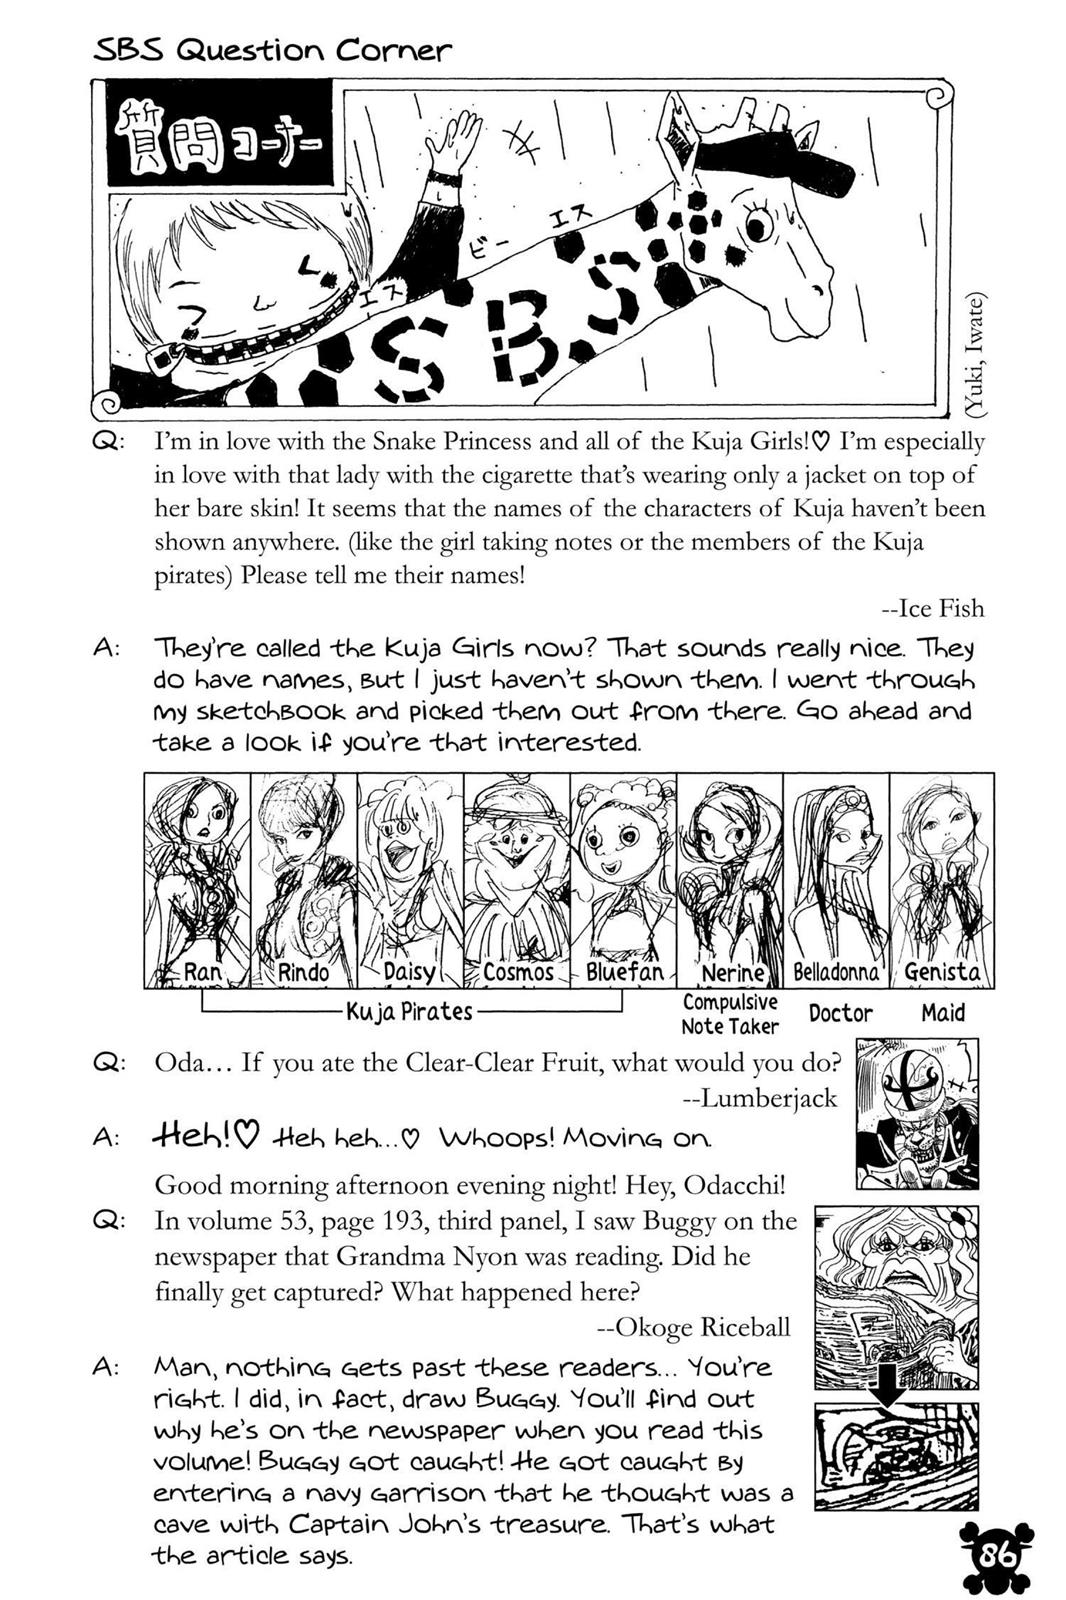 SBS Question Corner
質問コーナー
エス ビー エス
SBS
(Yuki, Iwate)
Q: I'm in love with the Snake Princess and all of the Kuja Girls!♡ I'm especially
in love with that lady with the cigarette that's wearing only a jacket on top of
her bare skin! It seems that the names of the characters of Kuja haven't been
shown anywhere. (like the girl taking notes or the members of the Kuja
pirates) Please tell me their names!
--Ice Fish
A: They're called the Kuja Girls now? That sounds really nice. They
do have names, but I just haven't shown them. I went through
my sketchbook and picked them out from there. Go ahead and
take a look if you're that interested.
Ran Rindo Daisy Cosmos Bluefan Nerine Belladonna Genista
Kuja Pirates
Compulsive
Note Taker
Doctor
Maid
Q: Oda... If you ate the Clear-Clear Fruit, what would you do?
--Lumberjack
A: Heh!♡ Heh heh...♡ Whoops! Moving on.
Good morning afternoon evening night! Hey, Odacchi!
Q: In volume 53, page 193, third panel, I saw Buggy on the
newspaper that Grandma Nyon was reading. Did he
finally get captured? What happened here?
--Okoge Riceball
A: Man, nothing gets past these readers... You're
right. I did, in fact, draw Buggy. You'll find out
why he's on the newspaper when you read this
volume! Buggy got caught! He got caught by
entering a navy garrison that he thought was a
cave with Captain John's treasure. That's what
the article says.
86